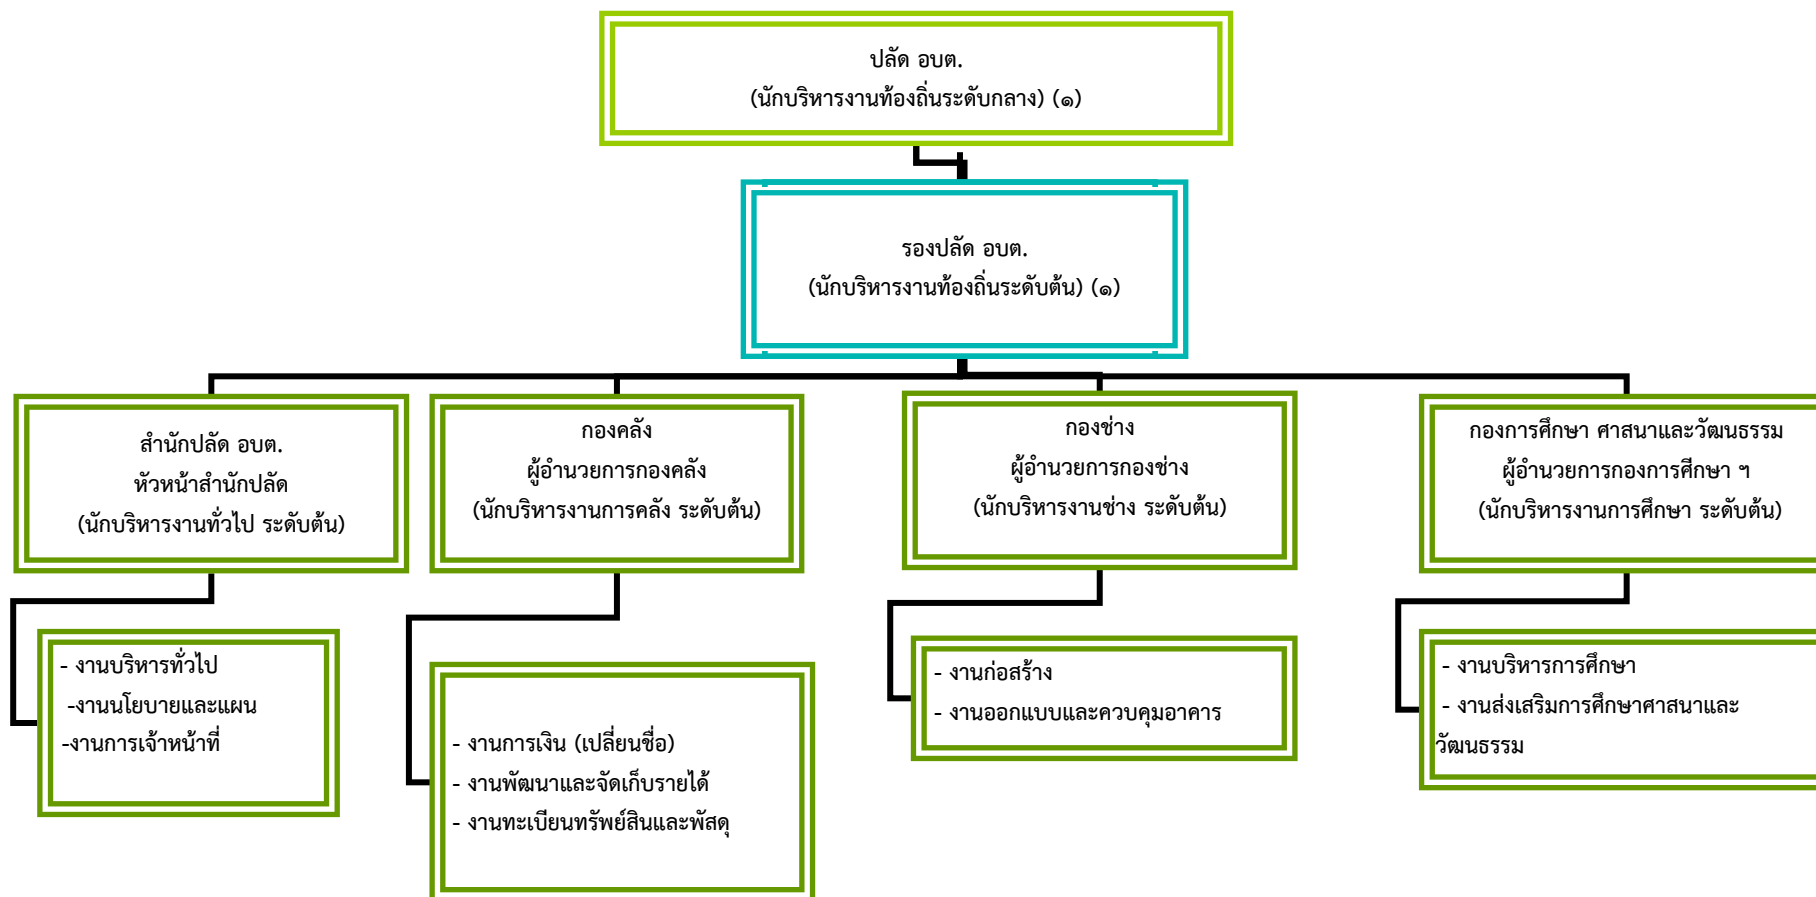 ปลัด อบต.
(นักบริหารงานท้องถิ่นระดับกลาง) (๑)
รองปลัด อบต.
(นักบริหารงานท้องถิ่นระดับต้น) (๑)
สำนักปลัด อบต.
หัวหน้าสำนักปลัด
(นักบริหารงานทั่วไป ระดับต้น)
กองคลัง
ผู้อำนวยการกองคลัง
(นักบริหารงานการคลัง ระดับต้น)
กองช่าง
ผู้อำนวยการกองช่าง
(นักบริหารงานช่าง ระดับต้น)
กองการศึกษา ศาสนาและวัฒนธรรม
ผู้อำนวยการกองการศึกษา ฯ
(นักบริหารงานการศึกษา ระดับต้น)
- งานบริหารทั่วไป
-งานนโยบายและแผน
-งานการเจ้าหน้าที่
- งานการเงิน (เปลี่ยนชื่อ)
- งานพัฒนาและจัดเก็บรายได้
- งานทะเบียนทรัพย์สินและพัสดุ
- งานก่อสร้าง
- งานออกแบบและควบคุมอาคาร
- งานบริหารการศึกษา
- งานส่งเสริมการศึกษาศาสนาและ
วัฒนธรรม